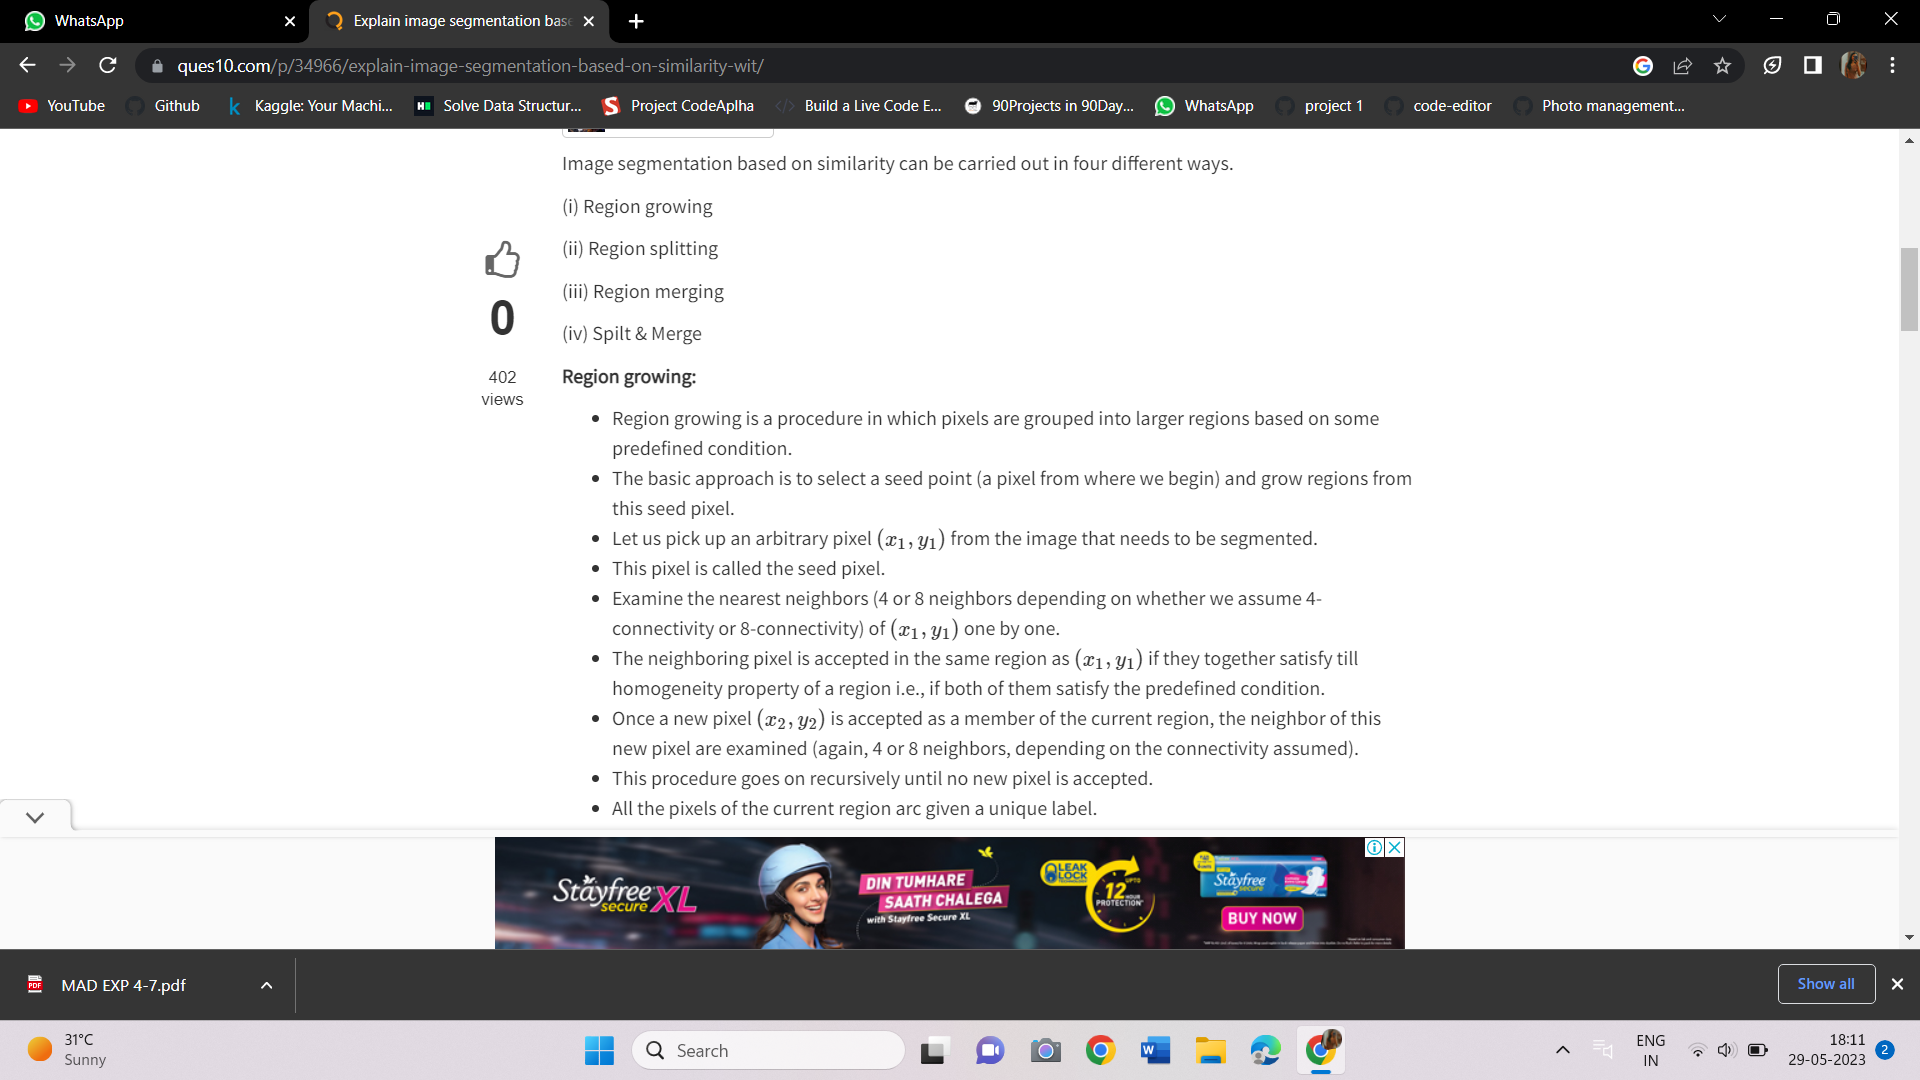 WhatsApp
Explain image segmentation bas
ques10.com/p/34966/explain-image-segmentation-based-on-similarity-wit/
YouTube
Github
Kaggle: Your Machi...
Solve Data Structur...
Project CodeAplha
Build a Live Code E...
90Projects in 90Day...
WhatsApp
project 1
code-editor
Photo management...
Image segmentation based on similarity can be carried out in four different ways.
(i) Region growing
(ii) Region splitting
(iii) Region merging
(iv) Spilt & Merge
0
402
views
Region growing:
• Region growing is a procedure in which pixels are grouped into larger regions based on some
predefined condition.
• The basic approach is to select a seed point (a pixel from where we begin) and grow regions from
this seed pixel.
• Let us pick up an arbitrary pixel (x₁, y₁) from the image that needs to be segmented.
• This pixel is called the seed pixel.
• Examine the nearest neighbors (4 or 8 neighbors depending on whether we assume 4-
connectivity or 8-connectivity) of (x₁, y₁) one by one.
• The neighboring pixel is accepted in the same region as (x₁, y₁) if they together satisfy till
homogeneity property of a region i.e., if both of them satisfy the predefined condition.
• Once a new pixel (x₂, y₂) is accepted as a member of the current region, the neighbor of this
new pixel are examined (again, 4 or 8 neighbors, depending on the connectivity assumed).
• This procedure goes on recursively until no new pixel is accepted.
• All the pixels of the current region arc given a unique label.
Stayfree
secure XL
DIN TUMHARE
SAATH CHALEGA
with Stayfree Secure XL
LEAK
LOCK
UPTO
12 HOUR
PROTECTION*
Stayfree
secure
BUY NOW
MAD EXP 4-7.pdf
Show all
31°C
Sunny
Search
ENG
IN
18:11
29-05-2023
2